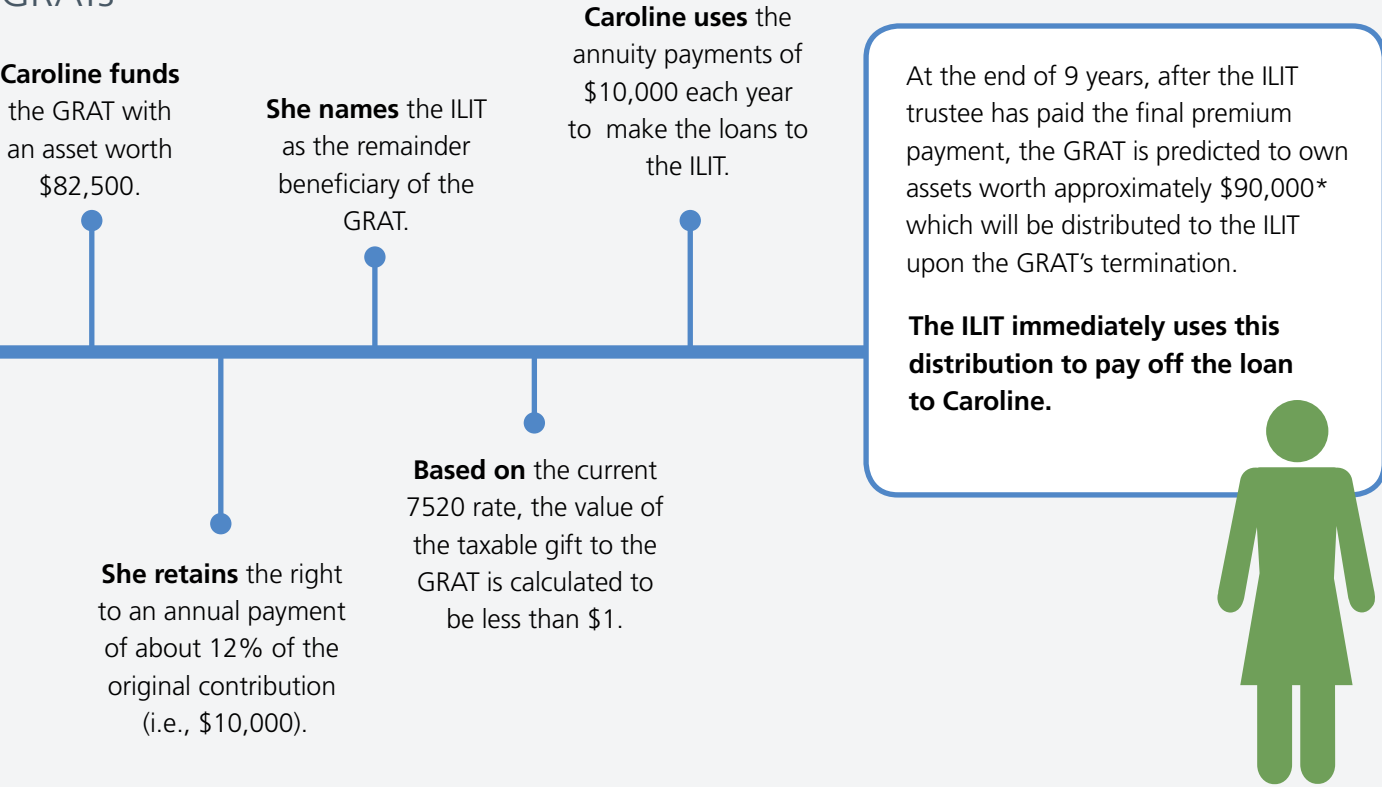 GRATs
Caroline funds
the GRAT with
an asset worth
$82,500.
She retains the right
to an annual payment
of about 12% of the
original contribution
(i.e., $10,000).
She names the ILIT
as the remainder
beneficiary of the
GRAT.
Based on the current
7520 rate, the value of
the taxable gift to the
GRAT is calculated to
be less than $1.
Caroline uses the
annuity payments of
$10,000 each year
to make the loans to
the ILIT.
At the end of 9 years, after the ILIT
trustee has paid the final premium
payment, the GRAT is predicted to own
assets worth approximately $90,000*
which will be distributed to the ILIT
upon the GRAT's termination.
The ILIT immediately uses this
distribution to pay off the loan
to Caroline.